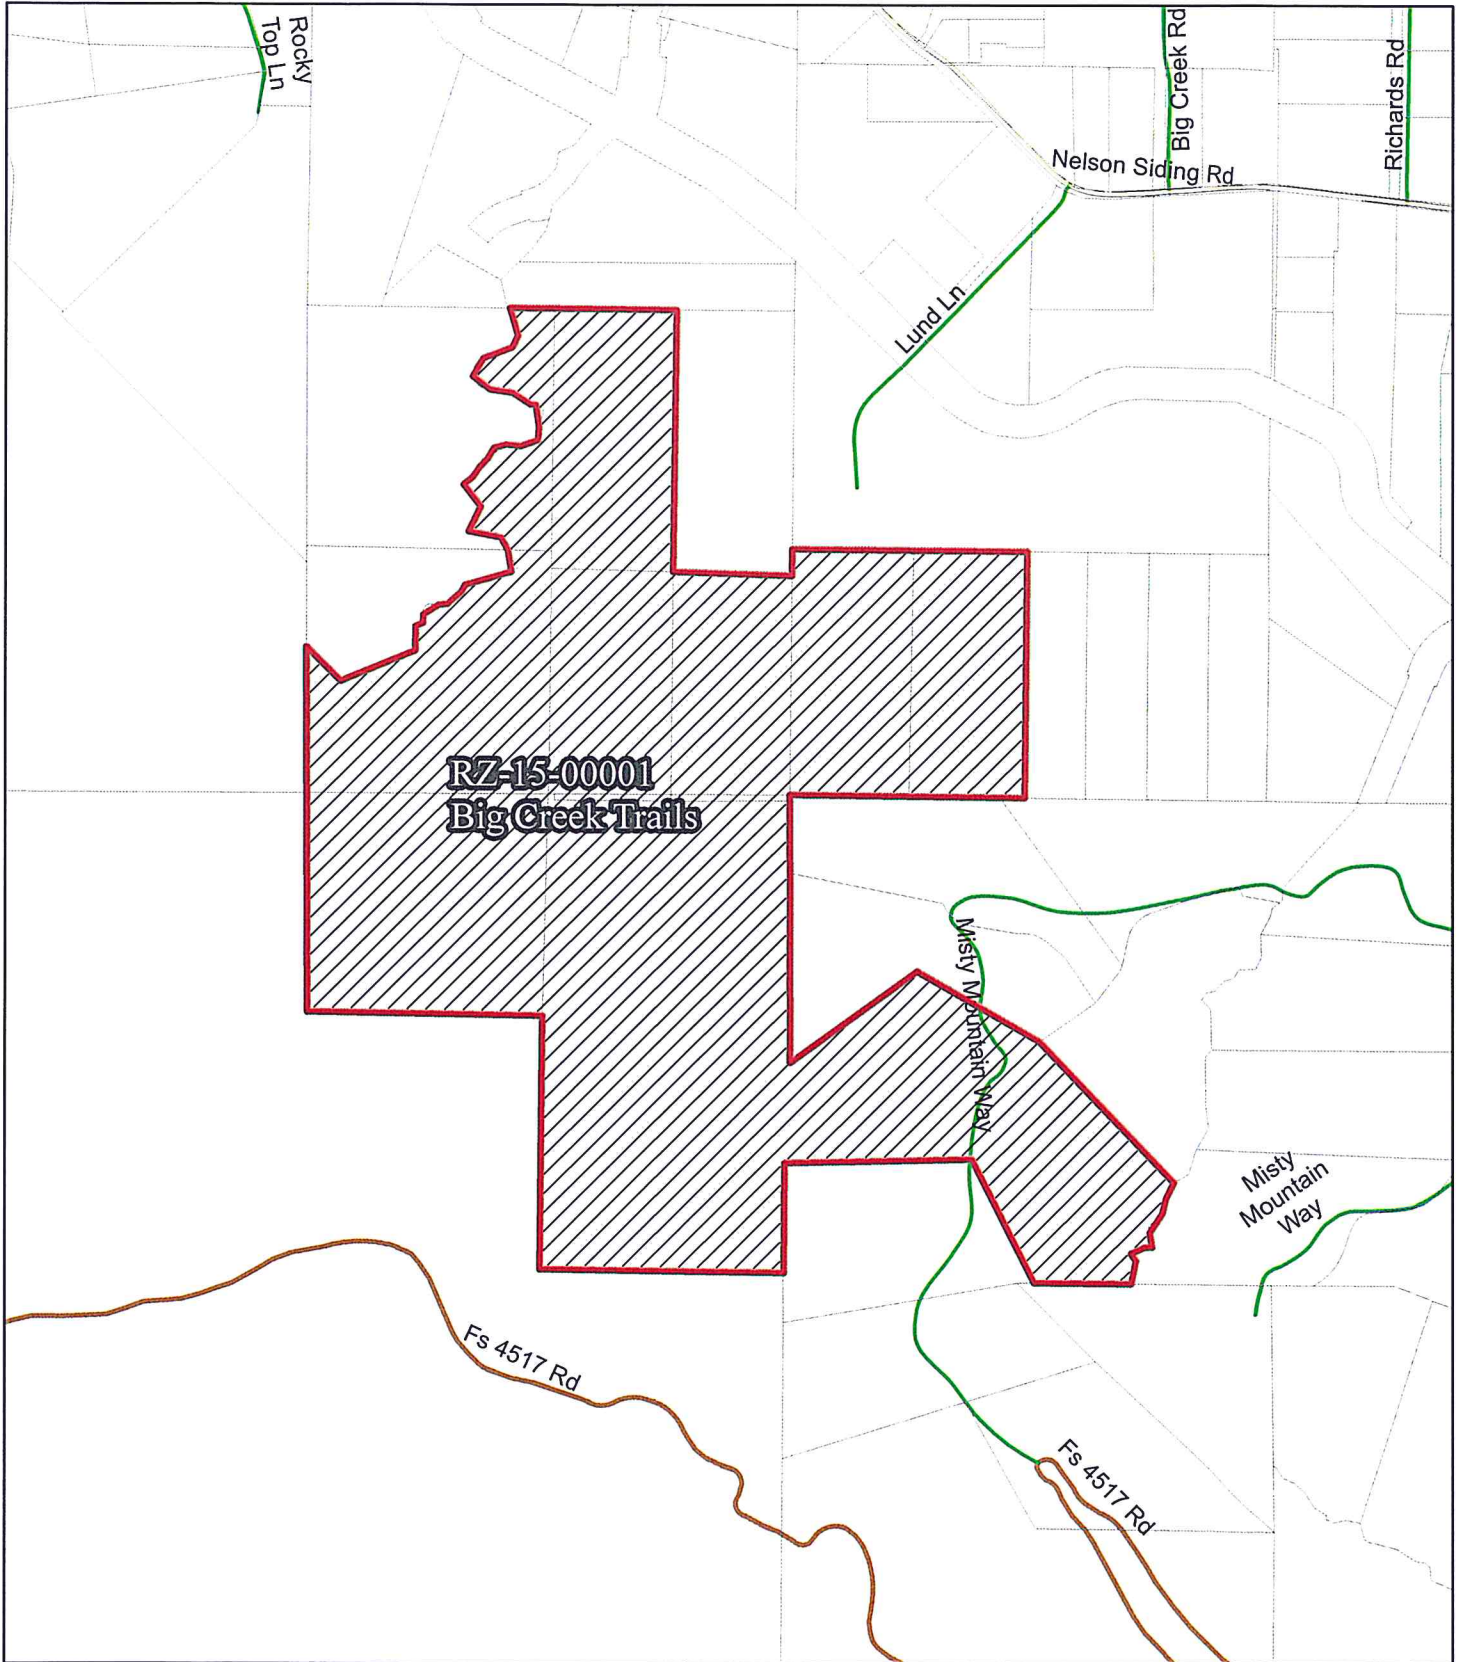 Rocky
Top Ln
Big Creek Rd
Richards Rd
Nelson Siding Rd
Lund Ln
RZ-15-00001
Big Creek Trails
Misty Mountain Way
Misty
Mountain
Way
Fs 4517 Rd
Fs 4517 Rd